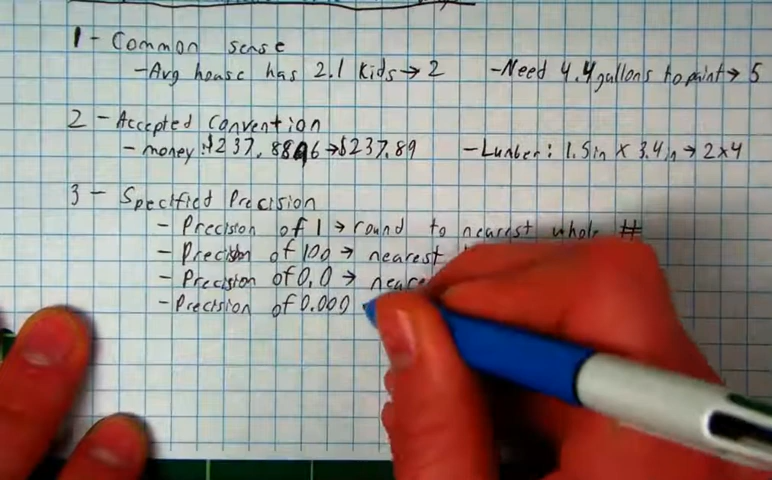 1 - Common sense
- Avg house has 2.1 kids → 2 - Need 4.4 gallons to paint → 5
2 - Accepted Convention
- money: $237.8896 → $237.89 - Lumber: 1.5in x 3.4in → 2x4
3 - Specified Precision
- Precision of 1 → round to nearest whole #
- Precision of 100 → nearest
- Precision of 0.0 →
- Precision of 0.000